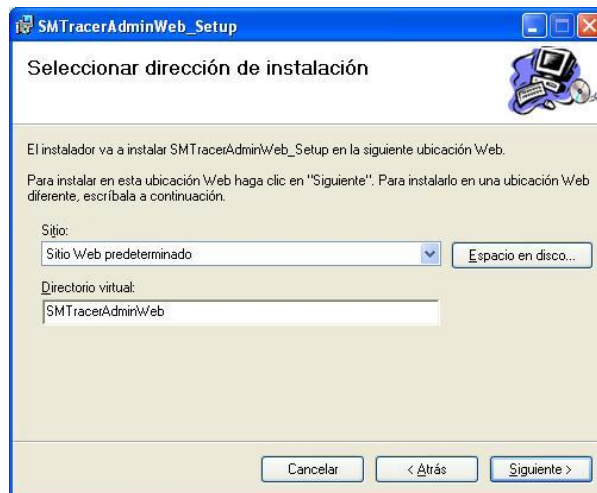 SMTracerAdminWeb_Setup
Seleccionar dirección de instalación
El instalador va a instalar SMTracerAdminWeb_Setup en la siguiente ubicación Web.
Para instalar en esta ubicación Web haga clic en "Siguiente". Para instalarlo en una ubicación Web
diferente, escríbala a continuación.
Sitio:
Sitio Web predeterminado
Espacio en disco...
Directorio virtual:
SMTracerAdminWeb
Cancelar
< Atrás
Siguiente >